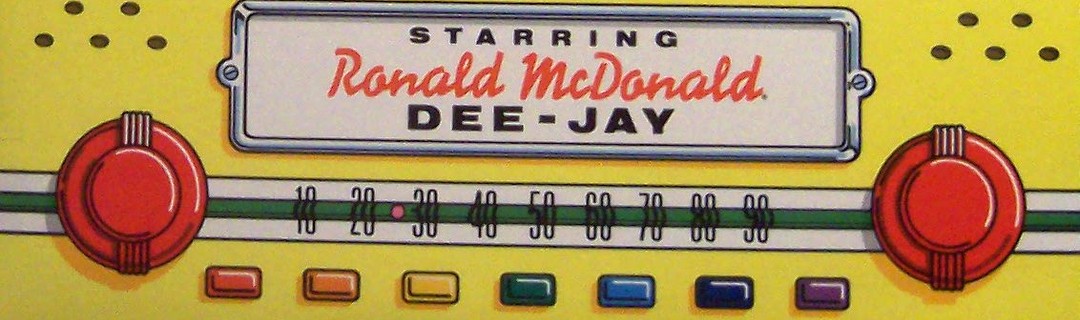 STARRING
Ronald McDonald®
DEE-JAY
10 20 30 40 50 60 70 80 90